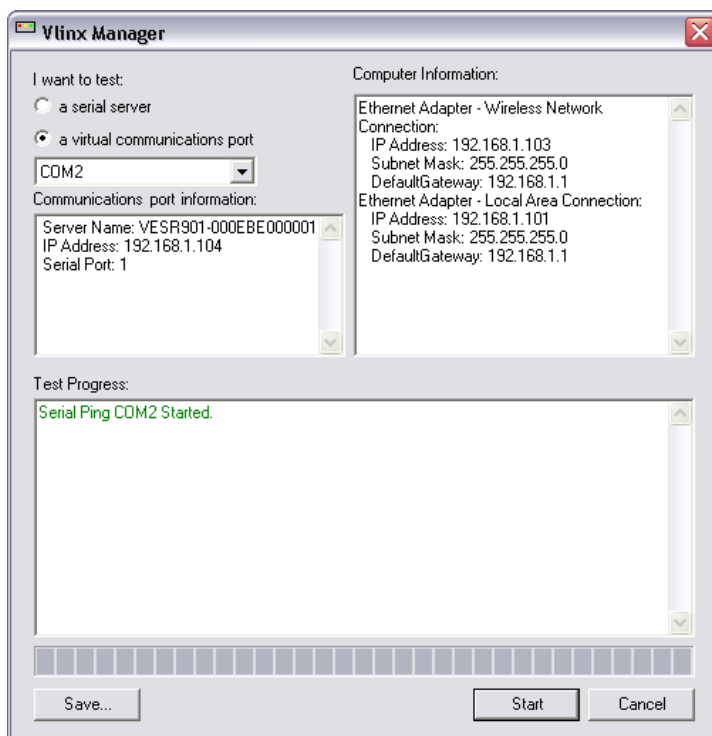 Vlinx Manager
I want to test:
a serial server
a virtual communications port
COM2
Communications port information:
Server Name: VESR901-000EBE000001
IP Address: 192.168.1.104
Serial Port: 1
Computer Information:
Ethernet Adapter - Wireless Network
Connection:
IP Address: 192.168.1.103
Subnet Mask: 255.255.255.0
DefaultGateway: 192.168.1.1
Ethernet Adapter - Local Area Connection:
IP Address: 192.168.1.101
Subnet Mask: 255.255.255.0
DefaultGateway: 192.168.1.1
Test Progress:
Serial Ping COM2 Started.
Save...
Start
Cancel